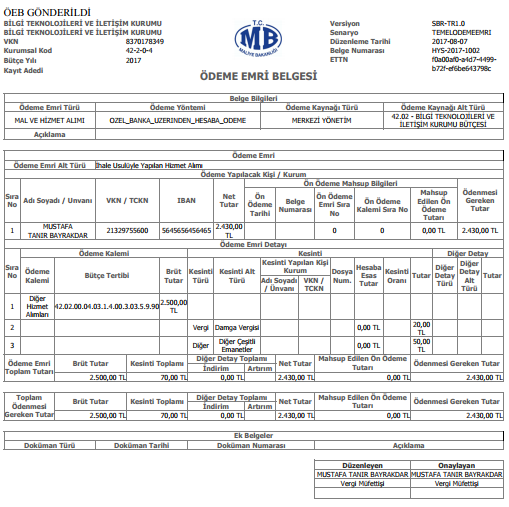 ÖEB GÖNDERİLDİ
BİLGİ TEKNOLOJİLERİ VE İLETİŞİM KURUMU
BİLGİ TEKNOLOJİLERİ VE İLETİŞİM KURUMU
VKN 8370178349
Kurumsal Kod 42-2-0-4
Bütçe Yılı 2017
Kayıt Adedi
T.C.
MB
MALİYE BAKANLIĞI
Versiyon SBR-TR1.0
Senaryo TEMELODEMEEMRI
Düzenleme Tarihi 2017-08-07
Belge Numarası HYS-2017-1002
ETTN f0a00af0-a4d7-4499-
b72f-ef6be643798c
ÖDEME EMRİ BELGESİ
Belge Bilgileri
Ödeme Emri Türü Ödeme Yöntemi Ödeme Kaynağı Türü Ödeme Kaynağı Alt Türü
MAL VE HİZMET ALIMI OZEL_BANKA_UZERINDEN_HESABA_ODEME MERKEZİ YÖNETİM 42.02 - BİLGİ TEKNOLOJİLERİ VE
İLETİŞİM KURUMU BÜTÇESİ
Açıklama
Ödeme Emri
Ödeme Emri Alt Türü İhale Usulüyle Yapılan Hizmet Alımı
Ödeme Yapılacak Kişi / Kurum
Sıra No Adı Soyadı / Unvanı VKN / TCKN IBAN Net Tutar Ön Ödeme Mahsup Bilgileri Ödenmesi Gereken Tutar
Ön Ödeme Tarihi Belge Numarası Ön Ödeme Emri Sıra No Ön Ödeme Kalemi Sıra No Mahsup Edilen Ön Ödeme Tutarı
1 MUSTAFA TANIR BAYRAKDAR 21329755600 5645656456465 2.430,00 TL 0 0 0,00 TL 2.430,00 TL
Ödeme Emri Detayı
Sıra No Ödeme Kalemi Kesinti Diğer Detay
Ödeme Kalemi Bütçe Tertibi Brüt Tutar Kesinti Türü Kesinti Alt Türü Kesinti Yapılan Kişi Kurum Dosya Num. Hesaba Esas Tutar Kesinti Oranı Tutar Diğer Detay Türü Diğer Detay Alt Türü Tutar
Adı Soyadı / Ünvanı VKN / TCKN
1 Diğer Hizmet Alımları 42.02.00.04.03.1.4.00.3.03.5.9.90 2.500,00 TL
2 Vergi Damga Vergisi 0,00 TL 20,00 TL
3 Diğer Diğer Çeşitli Emanetler 0,00 TL 50,00 TL
Ödeme Emri Toplam Tutarı Brüt Tutar Kesinti Toplamı Diğer Detay Toplamı Net Tutar Mahsup Edilen Ön Ödeme Tutarı Ödenmesi Gereken Tutar
İndirim Artırım
2.500,00 TL 70,00 TL 0,00 TL 2.430,00 TL 0,00 TL 2.430,00 TL
Toplam Ödenmesi Gereken Tutar Brüt Tutar Kesinti Toplamı Diğer Detay Toplamı Net Tutar Mahsup Edilen Ön Ödeme Tutarı Ödenmesi Gereken Tutar
İndirim Artırım
2.500,00 TL 70,00 TL 0,00 TL 2.430,00 TL 0,00 TL 2.430,00 TL
Ek Belgeler
Doküman Türü Doküman Tarihi Doküman Numarası Açıklama
Düzenleyen Onaylayan
MUSTAFA TANIR BAYRAKDAR MUSTAFA TANIR BAYRAKDAR
Vergi Müfettişi Vergi Müfettişi